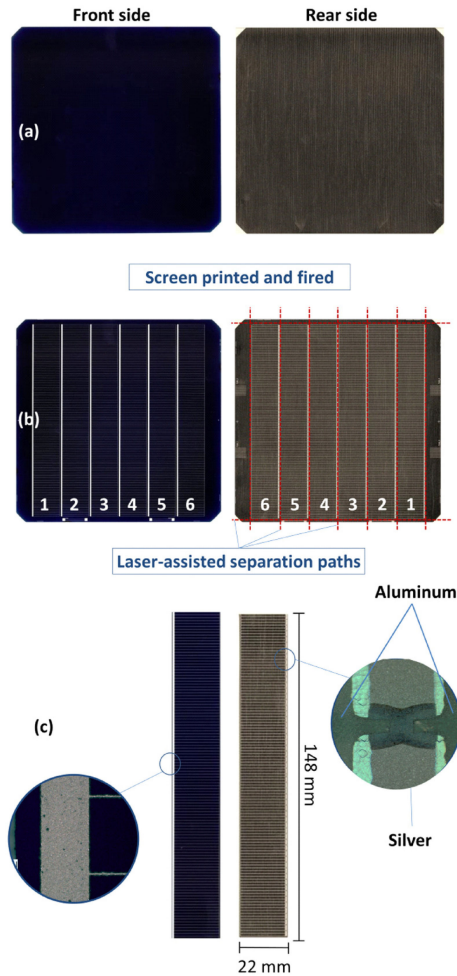 Front side
Rear side
(a)
Screen printed and fired
(b)
1 2 3 4 5 6
6 5 4 3 2 1
Laser-assisted separation paths
Aluminum
(c)
148 mm
Silver
22 mm